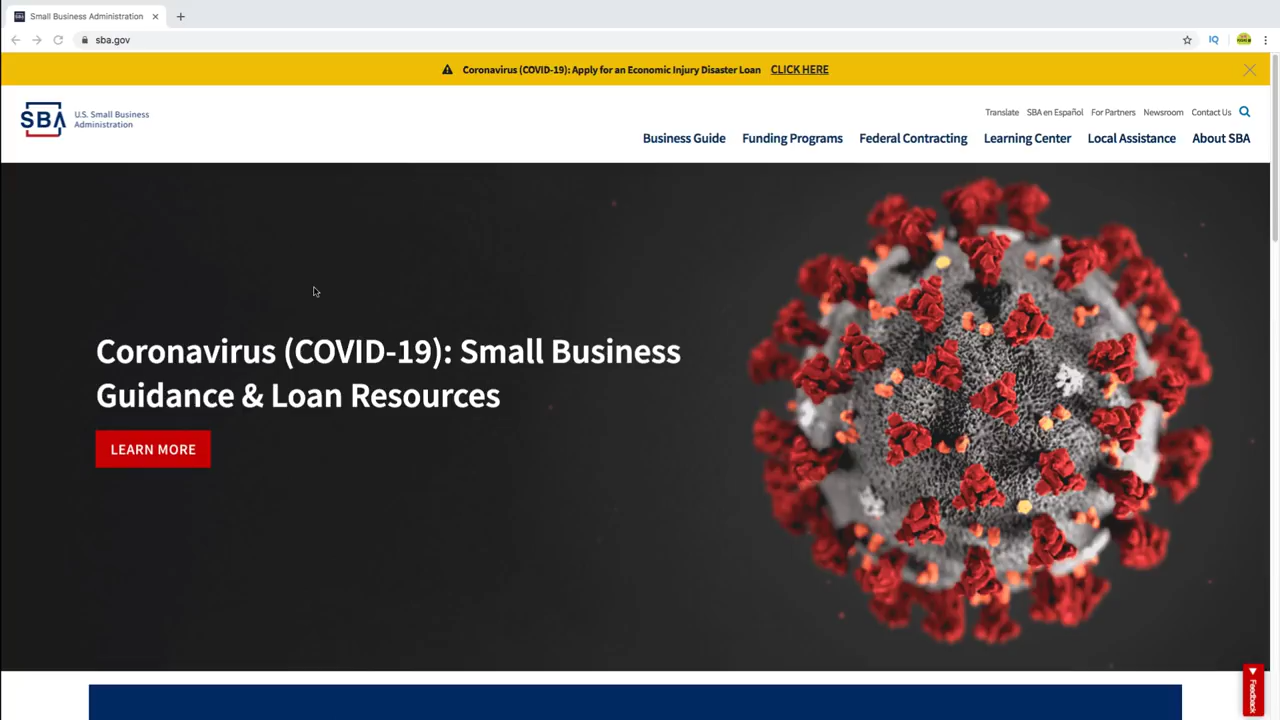 Small Business Administration
sba.gov
IQ
Coronavirus (COVID-19): Apply for an Economic Injury Disaster Loan CLICK HERE
SBA
U.S. Small Business
Administration
Translate SBA en Español For Partners Newsroom Contact Us
Business Guide Funding Programs Federal Contracting Learning Center Local Assistance About SBA
Coronavirus (COVID-19): Small Business
Guidance & Loan Resources
LEARN MORE
Feedback